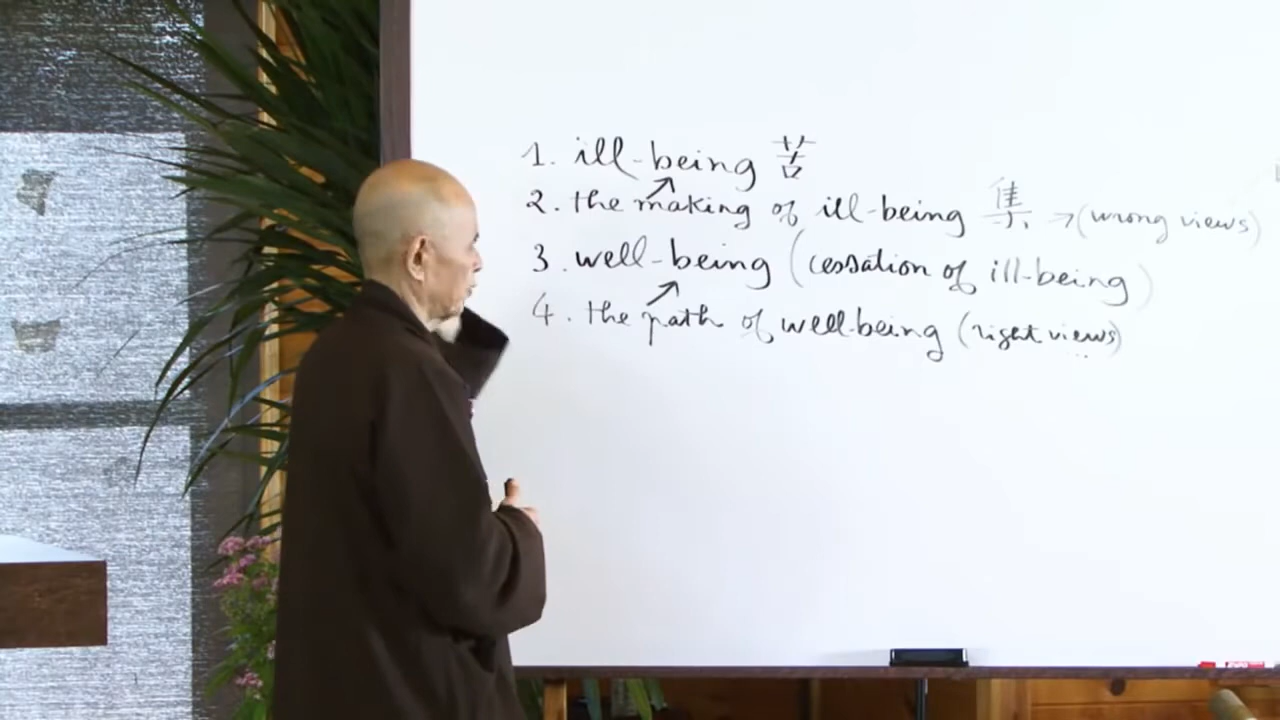 1. ill-being 苦
2. the making of ill-being 集 → (wrong views)
3. well-being (cessation of ill-being)
4. the path of well-being (right views)